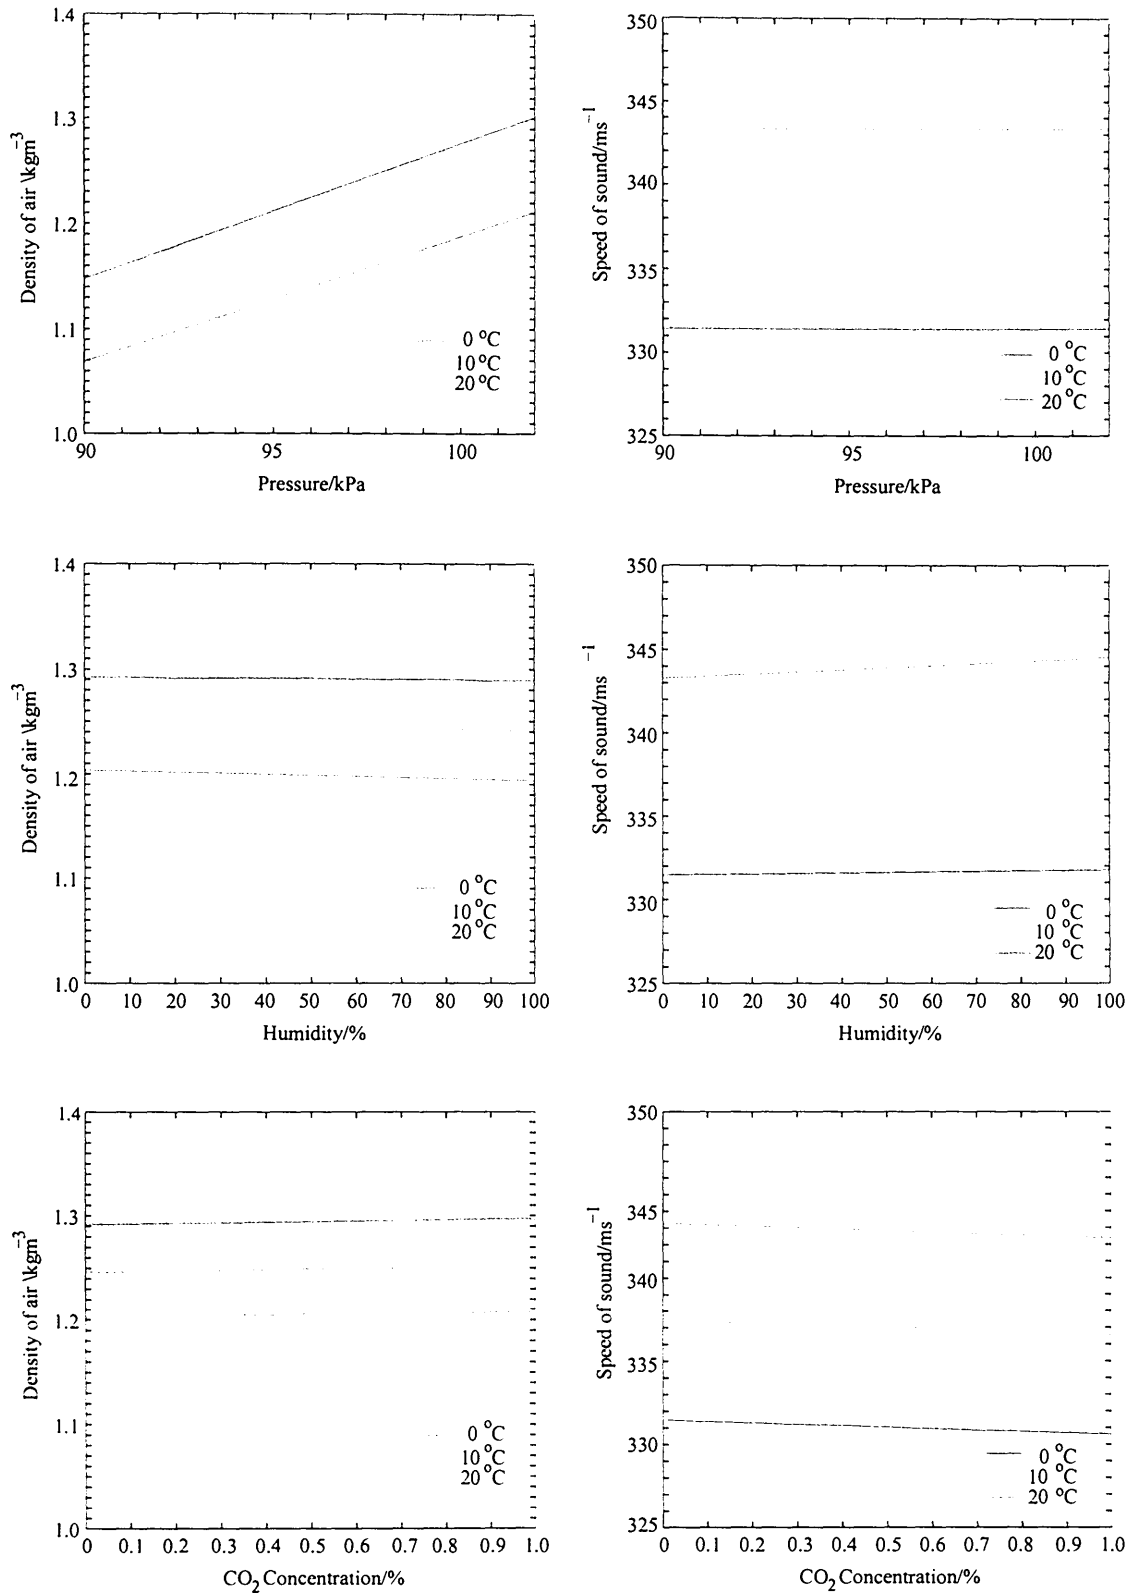 1.4
1.3
1.2
1.1
1.0
Density of air \kgm⁻³
0 °C
10 °C
20 °C
90 95 100
Pressure/kPa
350
345
340
335
330
325
Speed of sound/ms⁻¹
0 °C
10 °C
20 °C
90 95 100
Pressure/kPa
1.4
1.3
1.2
1.1
1.0
Density of air \kgm⁻³
0 °C
10 °C
20 °C
0 10 20 30 40 50 60 70 80 90 100
Humidity/%
350
345
340
335
330
325
Speed of sound/ms⁻¹
0 °C
10 °C
20 °C
0 10 20 30 40 50 60 70 80 90 100
Humidity/%
1.4
1.3
1.2
1.1
1.0
Density of air \kgm⁻³
0 °C
10 °C
20 °C
0 0.1 0.2 0.3 0.4 0.5 0.6 0.7 0.8 0.9 1.0
CO₂ Concentration/%
350
345
340
335
330
325
Speed of sound/ms⁻¹
0 °C
10 °C
20 °C
0 0.1 0.2 0.3 0.4 0.5 0.6 0.7 0.8 0.9 1.0
CO₂ Concentration/%